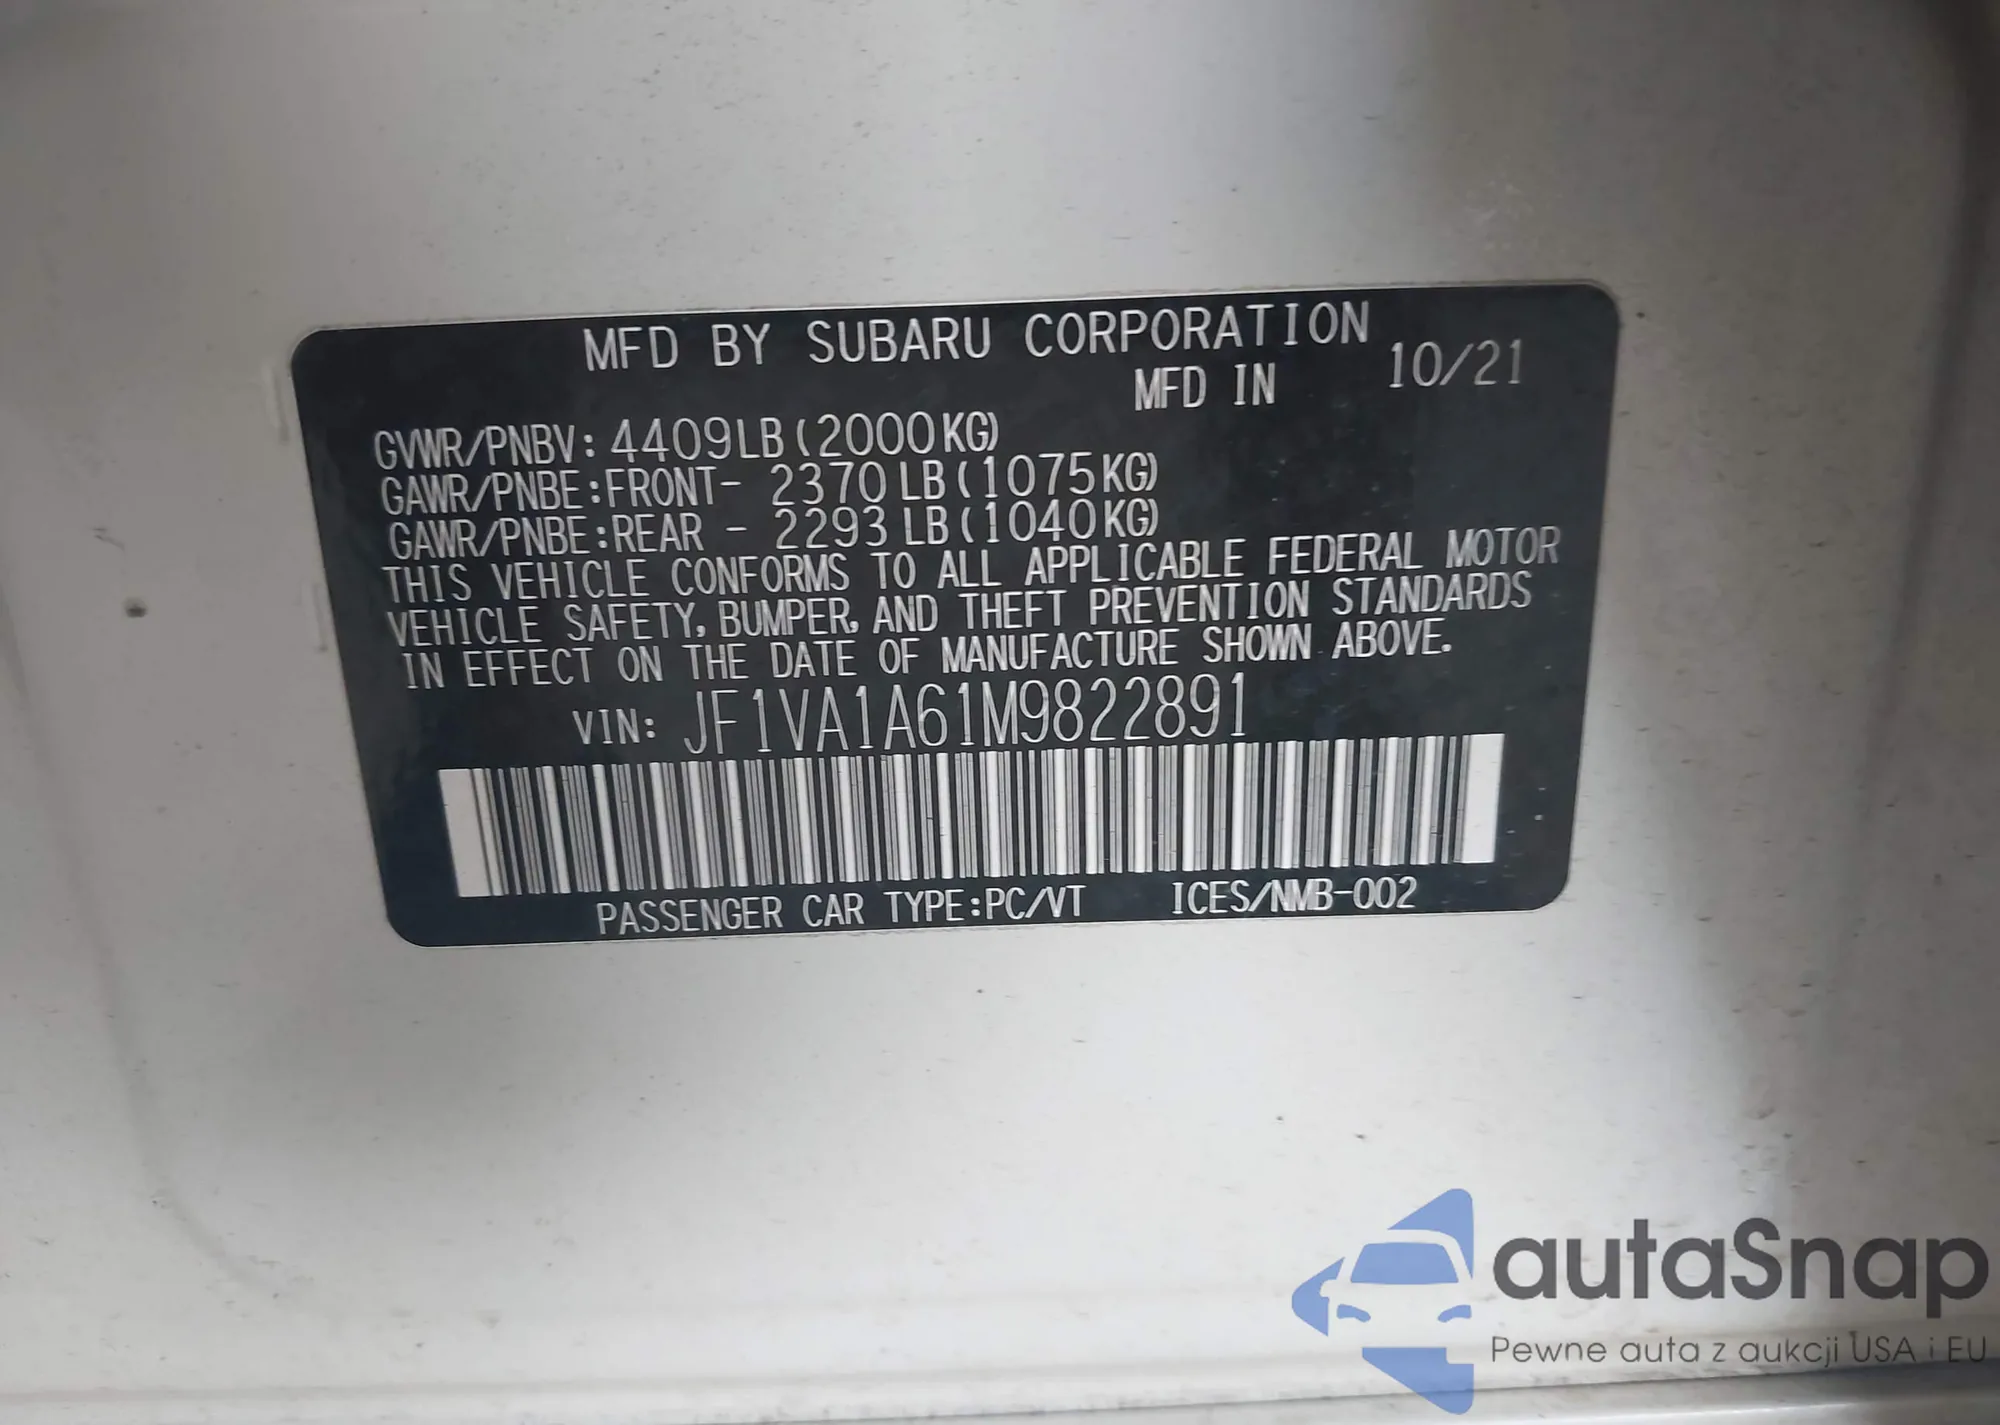 MFD BY SUBARU CORPORATION
MFD IN 10/21
GVWR/PNBV: 4409LB(2000KG)
GAWR/PNBE:FRONT- 2370LB(1075KG)
GAWR/PNBE:REAR - 2293LB(1040KG)
THIS VEHICLE CONFORMS TO ALL APPLICABLE FEDERAL MOTOR
VEHICLE SAFETY, BUMPER, AND THEFT PREVENTION STANDARDS
IN EFFECT ON THE DATE OF MANUFACTURE SHOWN ABOVE.
VIN: JF1VA1A61M9822891
PASSENGER CAR TYPE:PC/VT ICES/NMB-002
autaSnap
Pewne auta z aukcji USA i EU